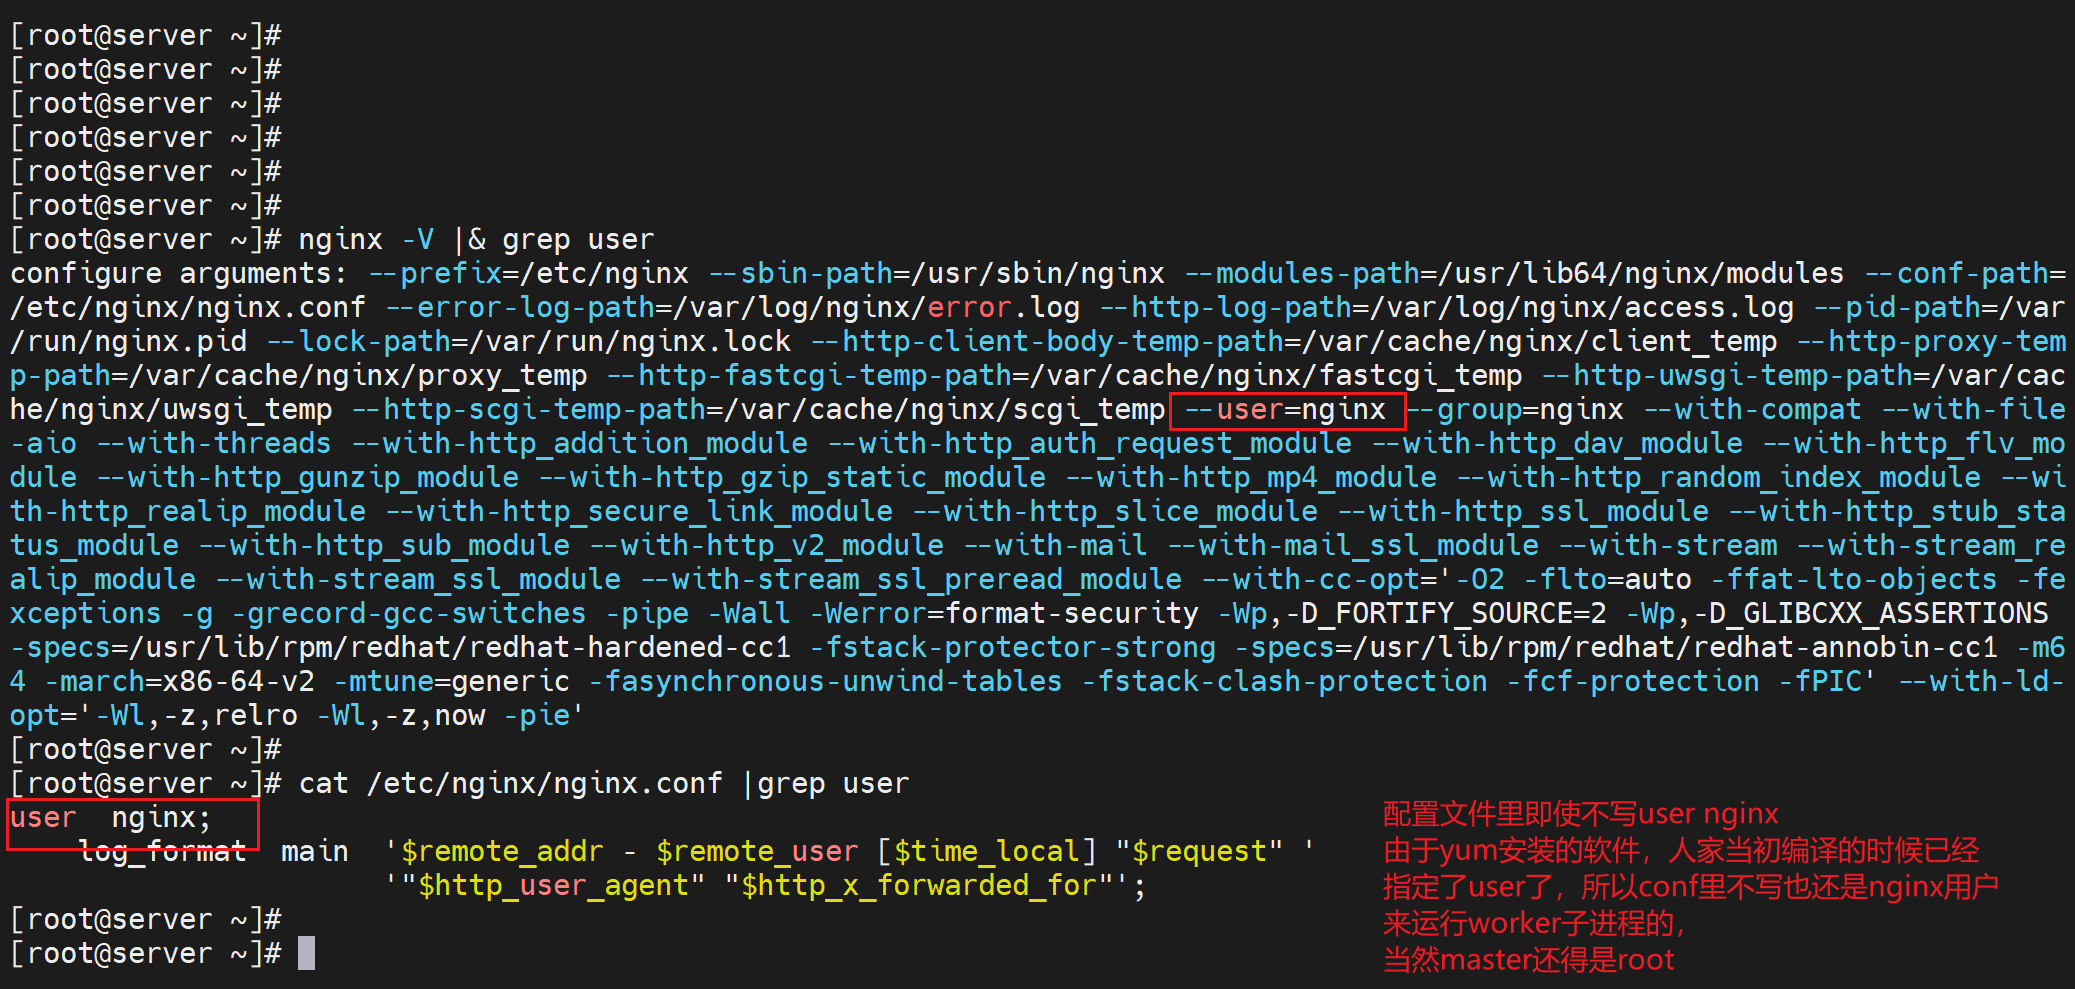 [root@server ~]#
[root@server ~]#
[root@server ~]#
[root@server ~]#
[root@server ~]#
[root@server ~]#
[root@server ~]# nginx -V |& grep user
configure arguments: --prefix=/etc/nginx --sbin-path=/usr/sbin/nginx --modules-path=/usr/lib64/nginx/modules --conf-path=
/etc/nginx/nginx.conf --error-log-path=/var/log/nginx/error.log --http-log-path=/var/log/nginx/access.log --pid-path=/var
/run/nginx.pid --lock-path=/var/run/nginx.lock --http-client-body-temp-path=/var/cache/nginx/client_temp --http-proxy-tem
p-path=/var/cache/nginx/proxy_temp --http-fastcgi-temp-path=/var/cache/nginx/fastcgi_temp --http-uwsgi-temp-path=/var/cac
he/nginx/uwsgi_temp --http-scgi-temp-path=/var/cache/nginx/scgi_temp --user=nginx --group=nginx --with-compat --with-file
-aio --with-threads --with-http_addition_module --with-http_auth_request_module --with-http_dav_module --with-http_flv_mo
dule --with-http_gunzip_module --with-http_gzip_static_module --with-http_mp4_module --with-http_random_index_module --wi
th-http_realip_module --with-http_secure_link_module --with-http_slice_module --with-http_ssl_module --with-http_stub_sta
tus_module --with-http_sub_module --with-http_v2_module --with-mail --with-mail_ssl_module --with-stream --with-stream_re
alip_module --with-stream_ssl_module --with-stream_ssl_preread_module --with-cc-opt='-O2 -flto=auto -ffat-lto-objects -fe
xceptions -g -grecord-gcc-switches -pipe -Wall -Werror=format-security -Wp,-D_FORTIFY_SOURCE=2 -Wp,-D_GLIBCXX_ASSERTIONS
-specs=/usr/lib/rpm/redhat/redhat-hardened-cc1 -fstack-protector-strong -specs=/usr/lib/rpm/redhat/redhat-annobin-cc1 -m6
4 -march=x86-64-v2 -mtune=generic -fasynchronous-unwind-tables -fstack-clash-protection -fcf-protection -fPIC' --with-ld-
opt='-Wl,-z,relro -Wl,-z,now -pie'
[root@server ~]#
[root@server ~]# cat /etc/nginx/nginx.conf |grep user
user  nginx;
    log_format  main  '$remote_addr - $remote_user [$time_local] "$request" '
                      '"$http_user_agent" "$http_x_forwarded_for"';
[root@server ~]#
[root@server ~]#
配置文件里即使不写user nginx
由于yum安装的软件，人家当初编译的时候已经
指定了user了，所以conf里不写也还是nginx用户
来运行worker子进程的，
当然master还得是root